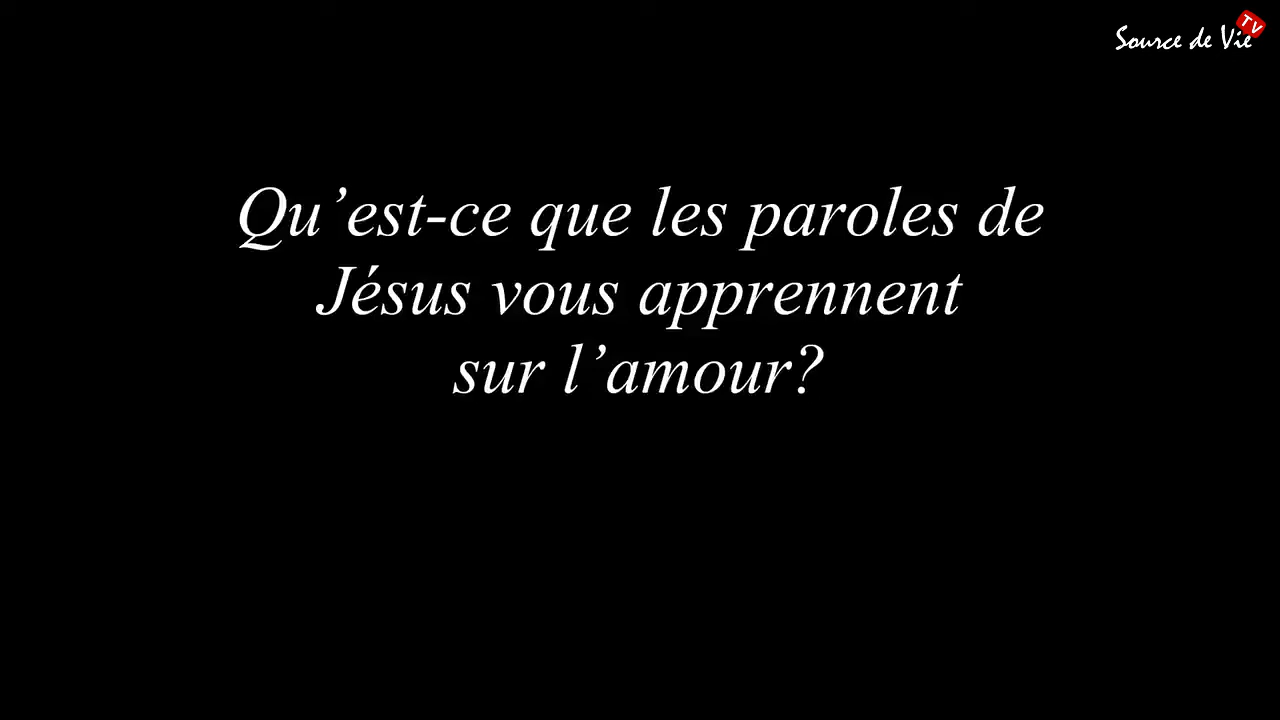 Source de Vie TV
Qu’est-ce que les paroles de
Jésus vous apprennent
sur l’amour?